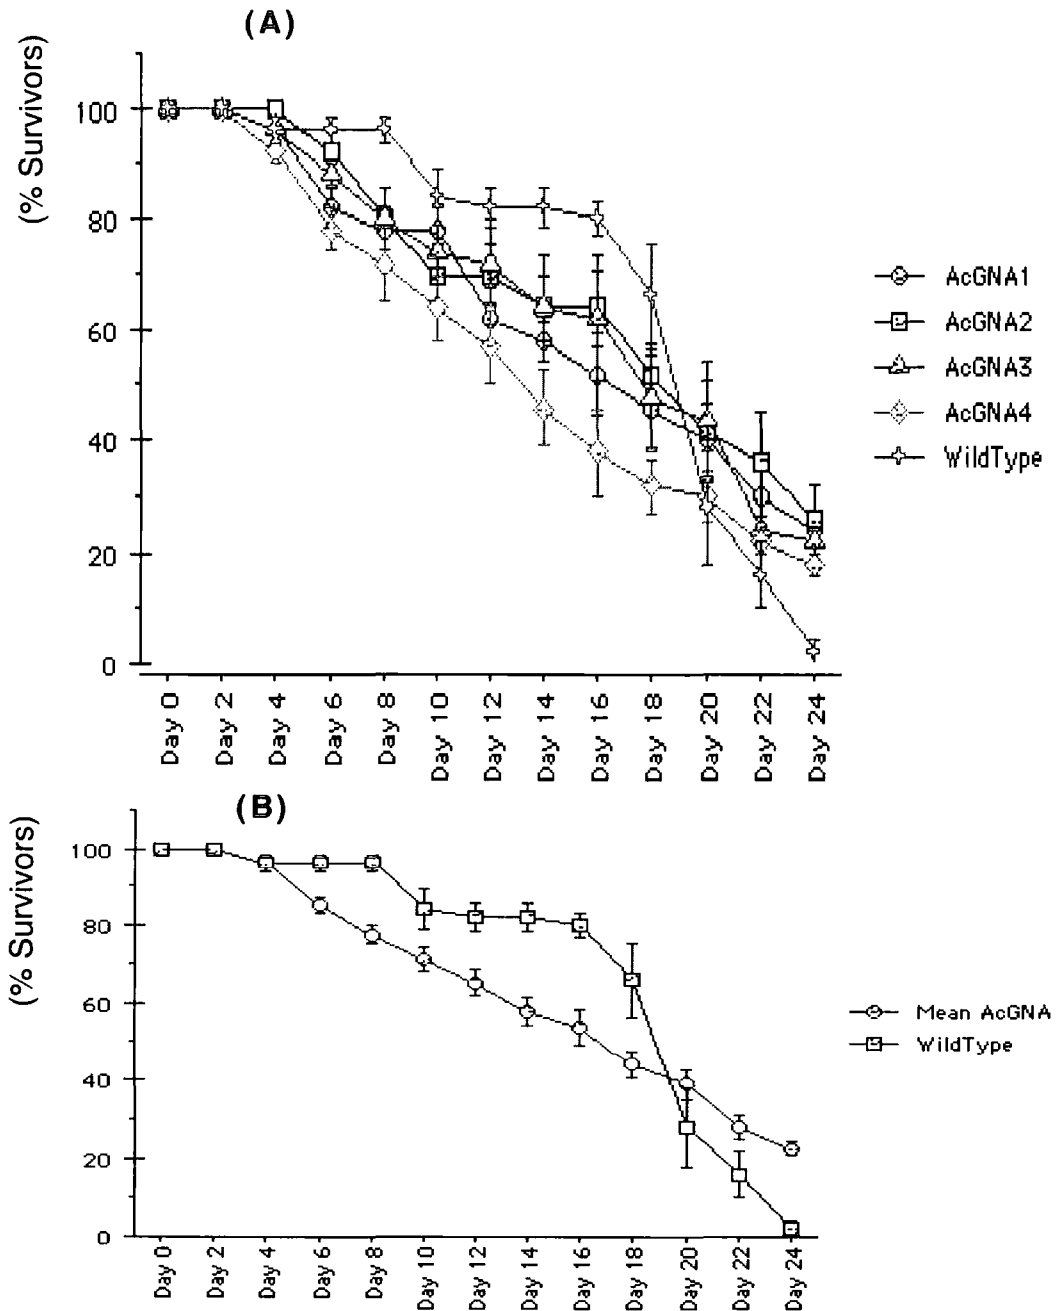 (A)
(% Survivors)
100
80
60
40
20
0
Day 0
Day 2
Day 4
Day 6
Day 8
Day 10
Day 12
Day 14
Day 16
Day 18
Day 20
Day 22
Day 24
AcGNA1
AcGNA2
AcGNA3
AcGNA4
WildType
(B)
(% Survivors)
100
80
60
40
20
0
Day 0
Day 2
Day 4
Day 6
Day 8
Day 10
Day 12
Day 14
Day 16
Day 18
Day 20
Day 22
Day 24
Mean AcGNA
WildType